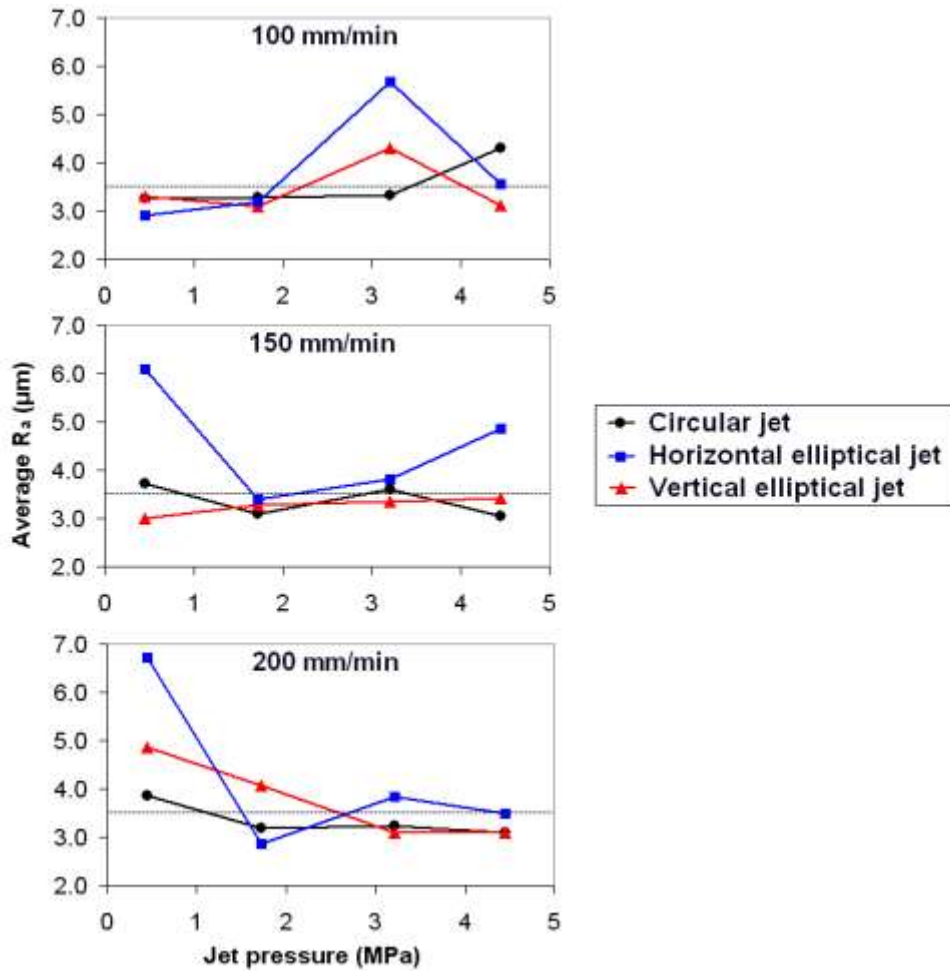 7.0
100 mm/min
6.0
5.0
4.0
3.0
2.0
0 1 2 3 4 5
7.0
150 mm/min
6.0
5.0
4.0
3.0
2.0
0 1 2 3 4 5
7.0
200 mm/min
6.0
5.0
4.0
3.0
2.0
0 1 2 3 4 5
Average Ra (µm)
Jet pressure (MPa)
Circular jet
Horizontal elliptical jet
Vertical elliptical jet